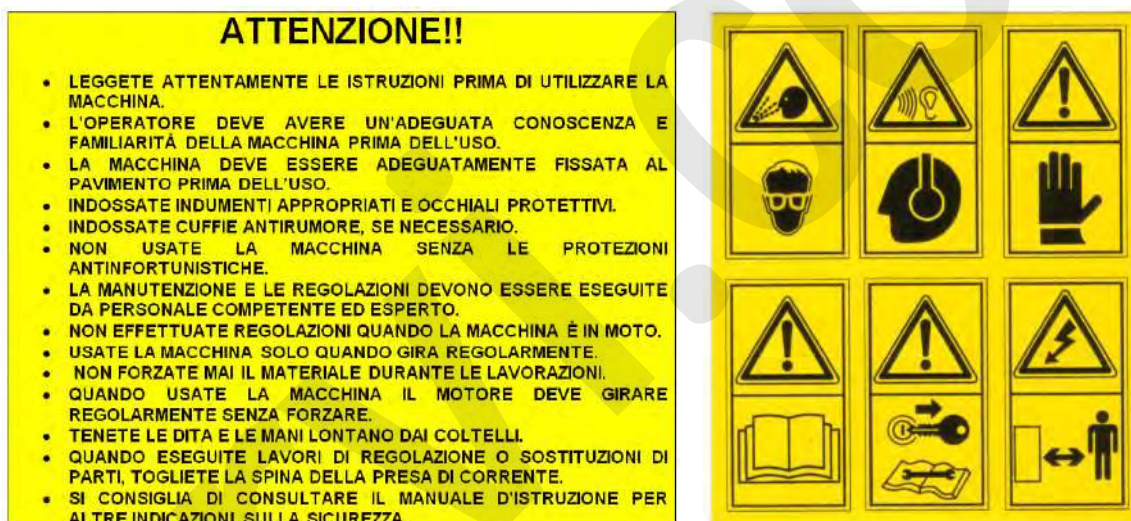 ATTENZIONE!!
• LEGGETE ATTENTAMENTE LE ISTRUZIONI PRIMA DI UTILIZZARE LA
MACCHINA.
• L'OPERATORE DEVE AVERE UN'ADEGUATA CONOSCENZA E
FAMILIARITÀ DELLA MACCHINA PRIMA DELL'USO.
• LA MACCHINA DEVE ESSERE ADEGUATAMENTE FISSATA AL
PAVIMENTO PRIMA DELL'USO.
• INDOSSATE INDUMENTI APPROPRIATI E OCCHIALI PROTETTIVI.
• INDOSSATE CUFFIE ANTIRUMORE, SE NECESSARIO.
• NON USATE LA MACCHINA SENZA LE PROTEZIONI
ANTINFORTUNISTICHE.
• LA MANUTENZIONE E LE REGOLAZIONI DEVONO ESSERE ESEGUITE
DA PERSONALE COMPETENTE ED ESPERTO.
• NON EFFETTUATE REGOLAZIONI QUANDO LA MACCHINA È IN MOTO.
• USATE LA MACCHINA SOLO QUANDO GIRA REGOLARMENTE.
• NON FORZATE MAI IL MATERIALE DURANTE LE LAVORAZIONI.
• QUANDO USATE LA MACCHINA IL MOTORE DEVE GIRARE
REGOLARMENTE SENZA FORZARE.
• TENETE LE DITA E LE MANI LONTANO DAI COLTELLI.
• QUANDO ESEGUITE LAVORI DI REGOLAZIONE O SOSTITUZIONI DI
PARTI, TOGLIETE LA SPINA DELLA PRESA DI CORRENTE.
• SI CONSIGLIA DI CONSULTARE IL MANUALE D'ISTRUZIONE PER
ALTRE INDICAZIONI SULLA SICUREZZA